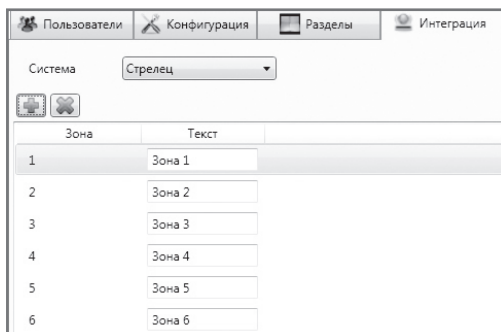 Пользователи Конфигурация Разделы Интеграция
Система Стрелец
Зона Текст
1 Зона 1
2 Зона 2
3 Зона 3
4 Зона 4
5 Зона 5
6 Зона 6